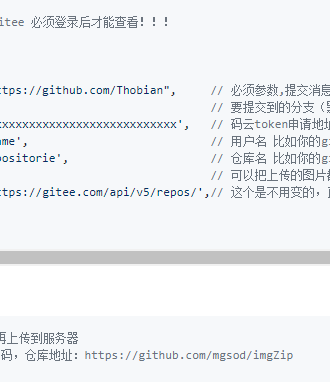 itee 必须登录后才能查看！！！
ttps://github.com/Thobian", // 必须参数,提交消息
// 要提交到的分支
xxxxxxxxxxxxxxxxxxxxxxxxxxx', // 码云token申请地
ame', // 用户名 比如你的g
positorie', // 仓库名 比如你的g
// 可以把上传的图片
ttps://gitee.com/api/v5/repos/',// 这个是不用变的，
再上传到服务器
码，仓库地址：https://github.com/mgsod/imgZip